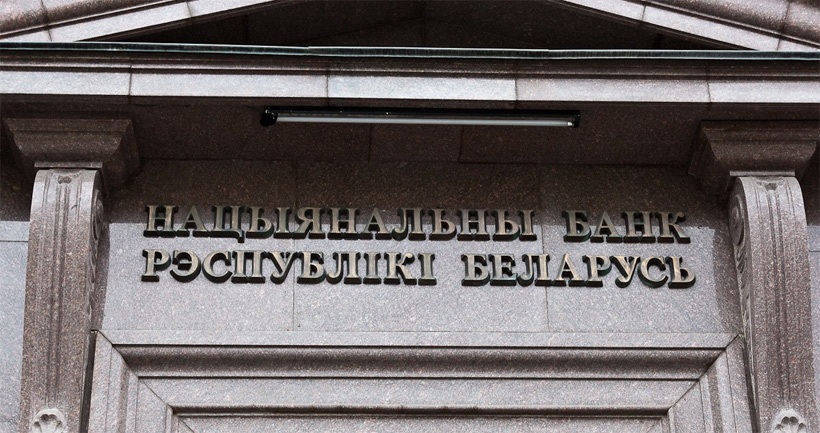 НАЦЫЯНАЛЬНЫ БАНК
РЭСПУБЛІКІ БЕЛАРУСЬ